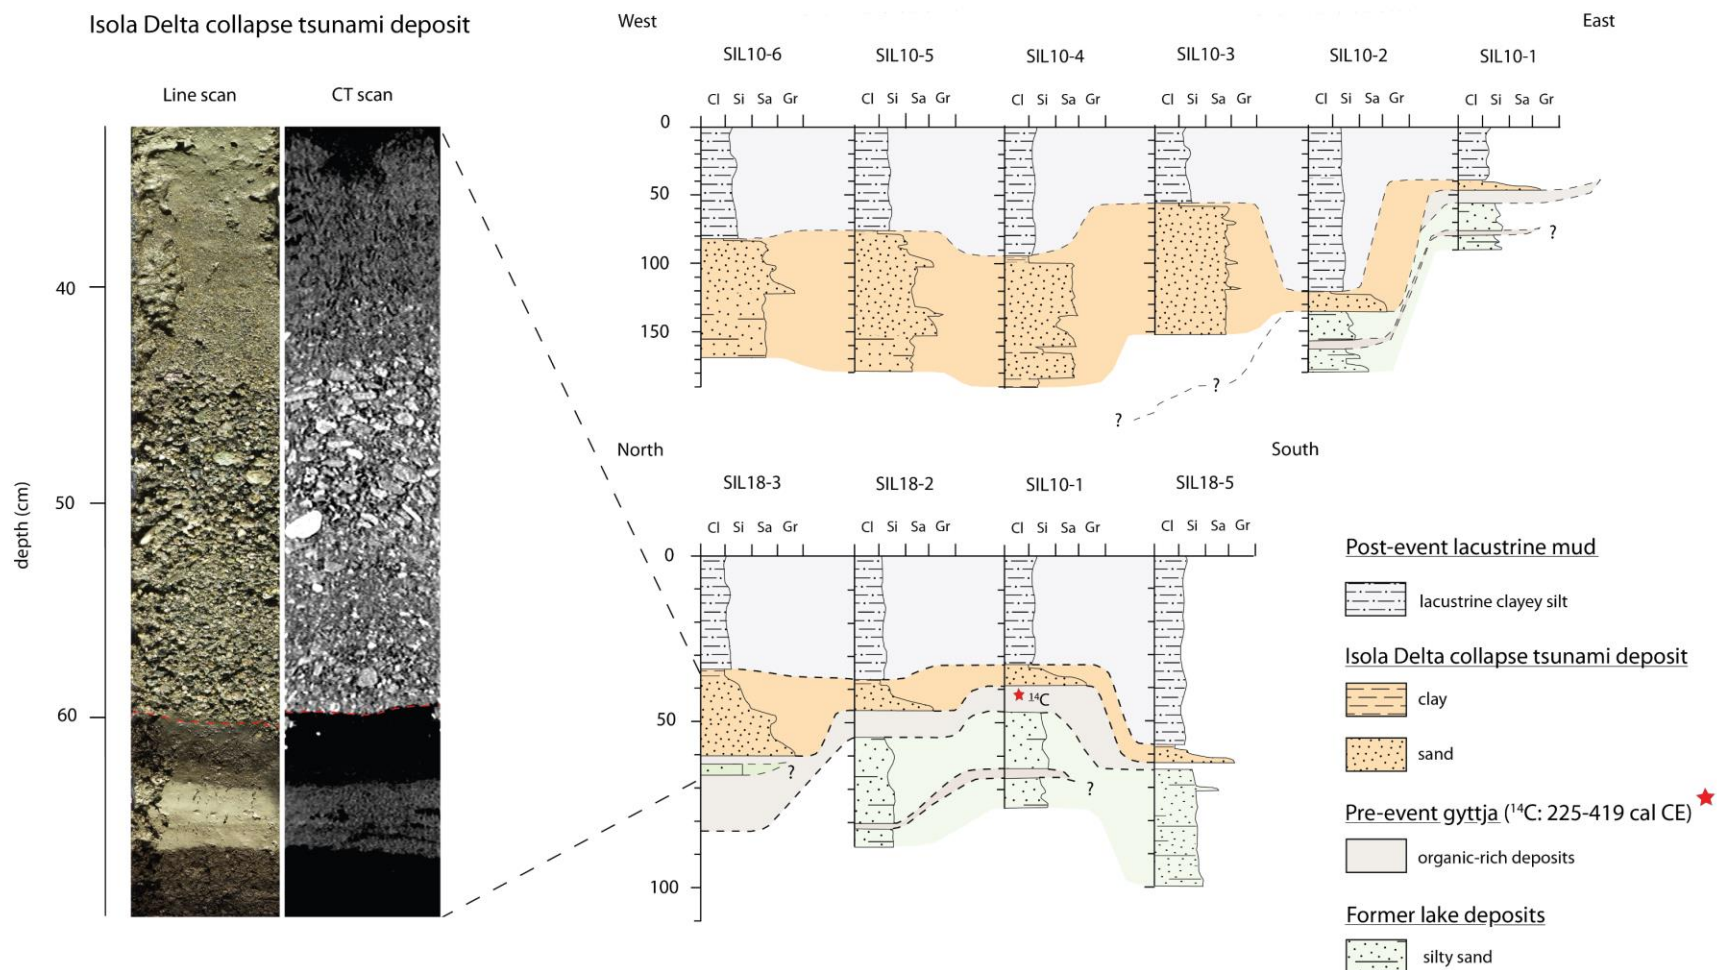 Isola Delta collapse tsunami deposit
Line scan
CT scan
40
50
60
depth (cm)
West
East
SIL10-6
SIL10-5
SIL10-4
SIL10-3
SIL10-2
SIL10-1
Cl Si Sa Gr
Cl Si Sa Gr
Cl Si Sa Gr
Cl Si Sa Gr
Cl Si Sa Gr
Cl Si Sa Gr
0
50
100
150
?
?
?
North
South
SIL18-3
SIL18-2
SIL10-1
SIL18-5
Cl Si Sa Gr
Cl Si Sa Gr
Cl Si Sa Gr
Cl Si Sa Gr
0
50
100
¹⁴C
?
?
Post-event lacustrine mud
lacustrine clayey silt
Isola Delta collapse tsunami deposit
clay
sand
Pre-event gyttja (¹⁴C: 225-419 cal CE)
organic-rich deposits
Former lake deposits
silty sand